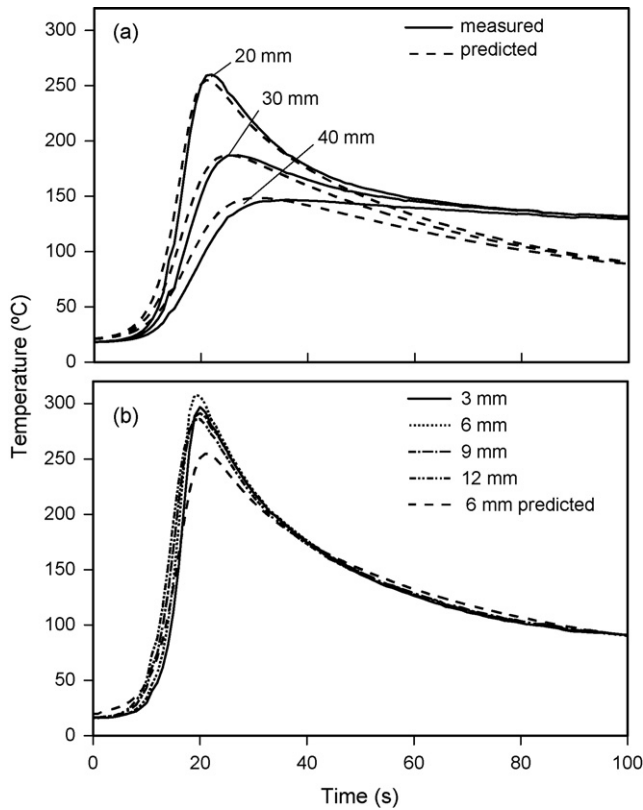 (a)
measured
predicted
20 mm
30 mm
40 mm
300
250
200
150
100
50
0
Temperature (ºC)
(b)
3 mm
6 mm
9 mm
12 mm
6 mm predicted
300
250
200
150
100
50
0
0 20 40 60 80 100
Time (s)